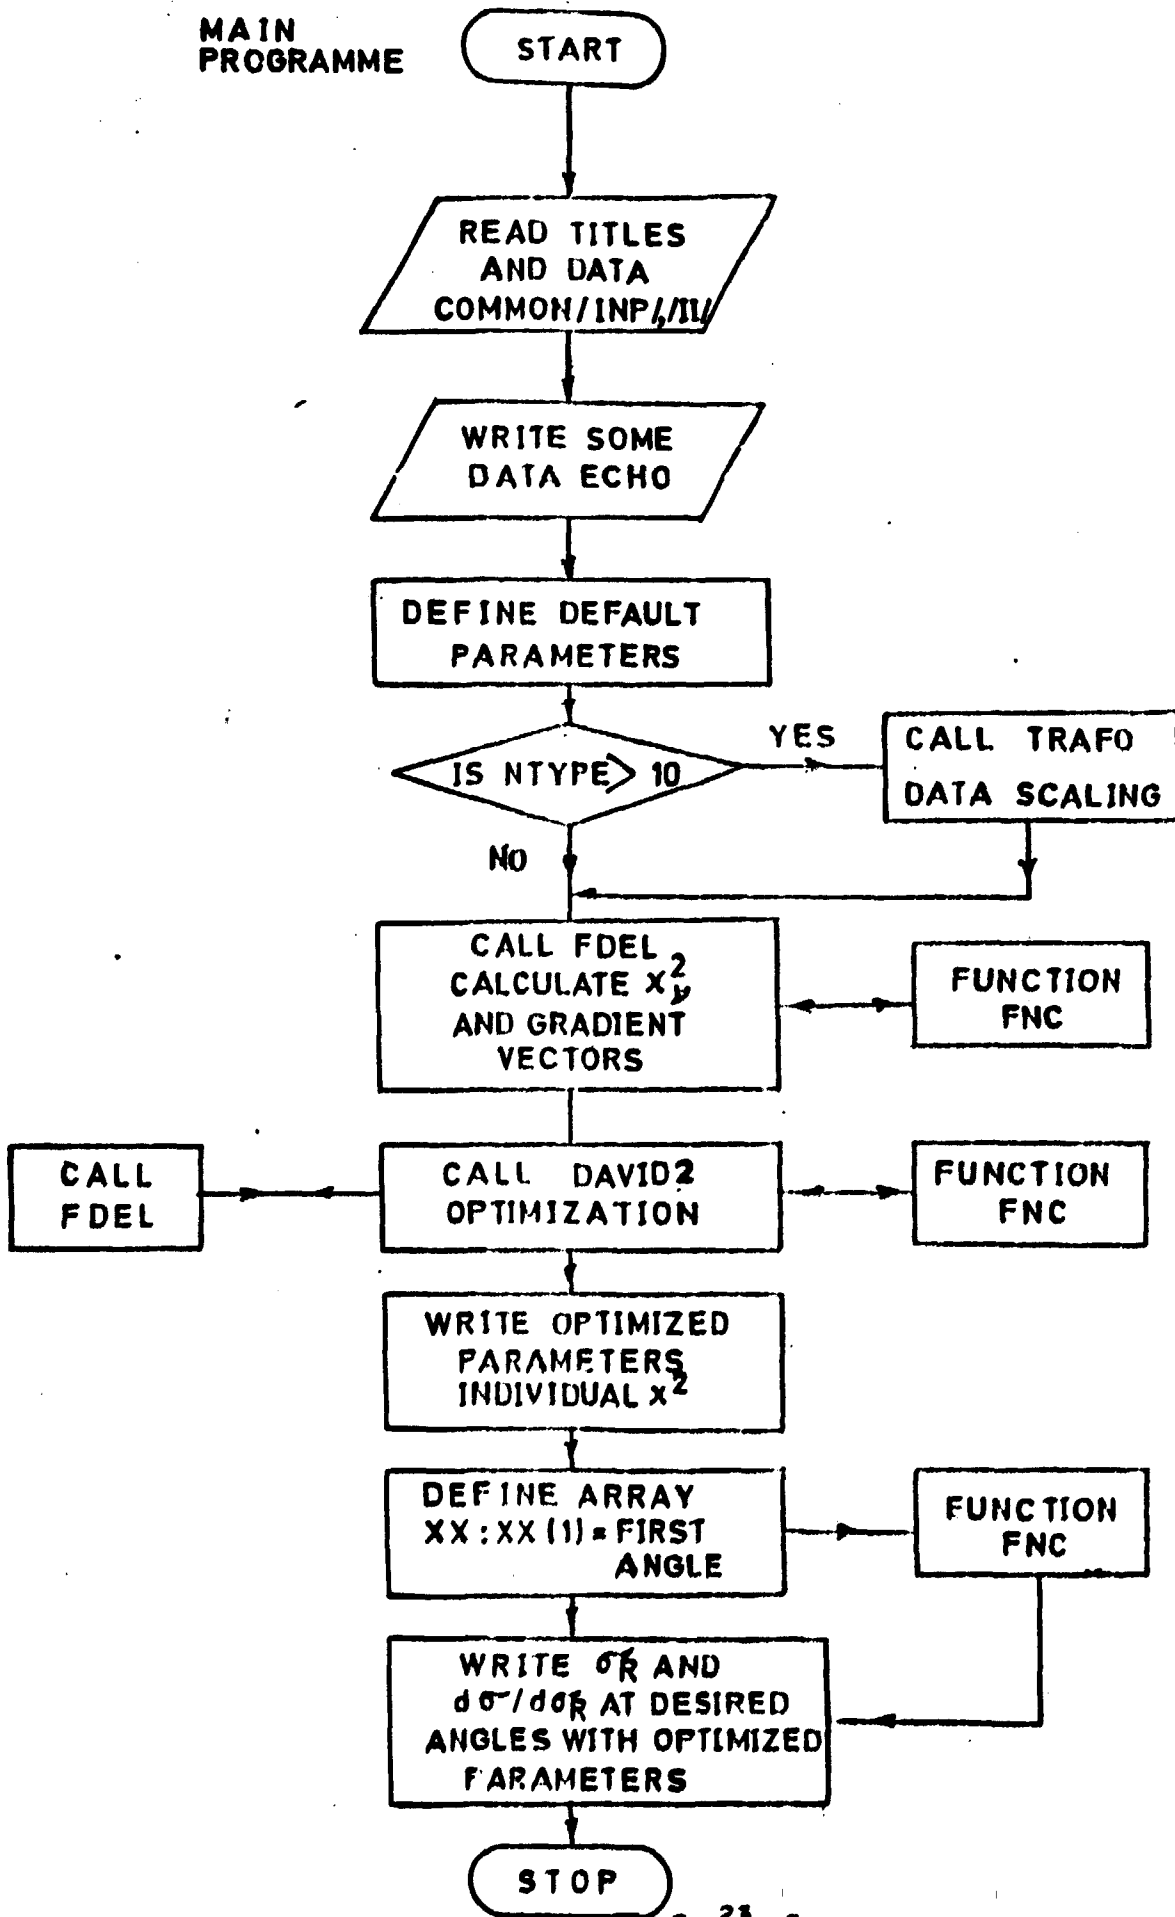 MAIN
PROGRAMME
START
READ TITLES
AND DATA
COMMON/INP/,/II/
WRITE SOME
DATA ECHO
DEFINE DEFAULT
PARAMETERS
IS NTYPE > 10
YES
CALL TRAFO
DATA SCALING
NO
CALL FDEL
CALCULATE χ²ᵥ
AND GRADIENT
VECTORS
FUNCTION
FNC
CALL
FDEL
CALL DAVID2
OPTIMIZATION
FUNCTION
FNC
WRITE OPTIMIZED
PARAMETERS
INDIVIDUAL χ²
DEFINE ARRAY
XX:XX(1)=FIRST
ANGLE
FUNCTION
FNC
WRITE σR AND
dσ/dσR AT DESIRED
ANGLES WITH OPTIMIZED
PARAMETERS
STOP
23